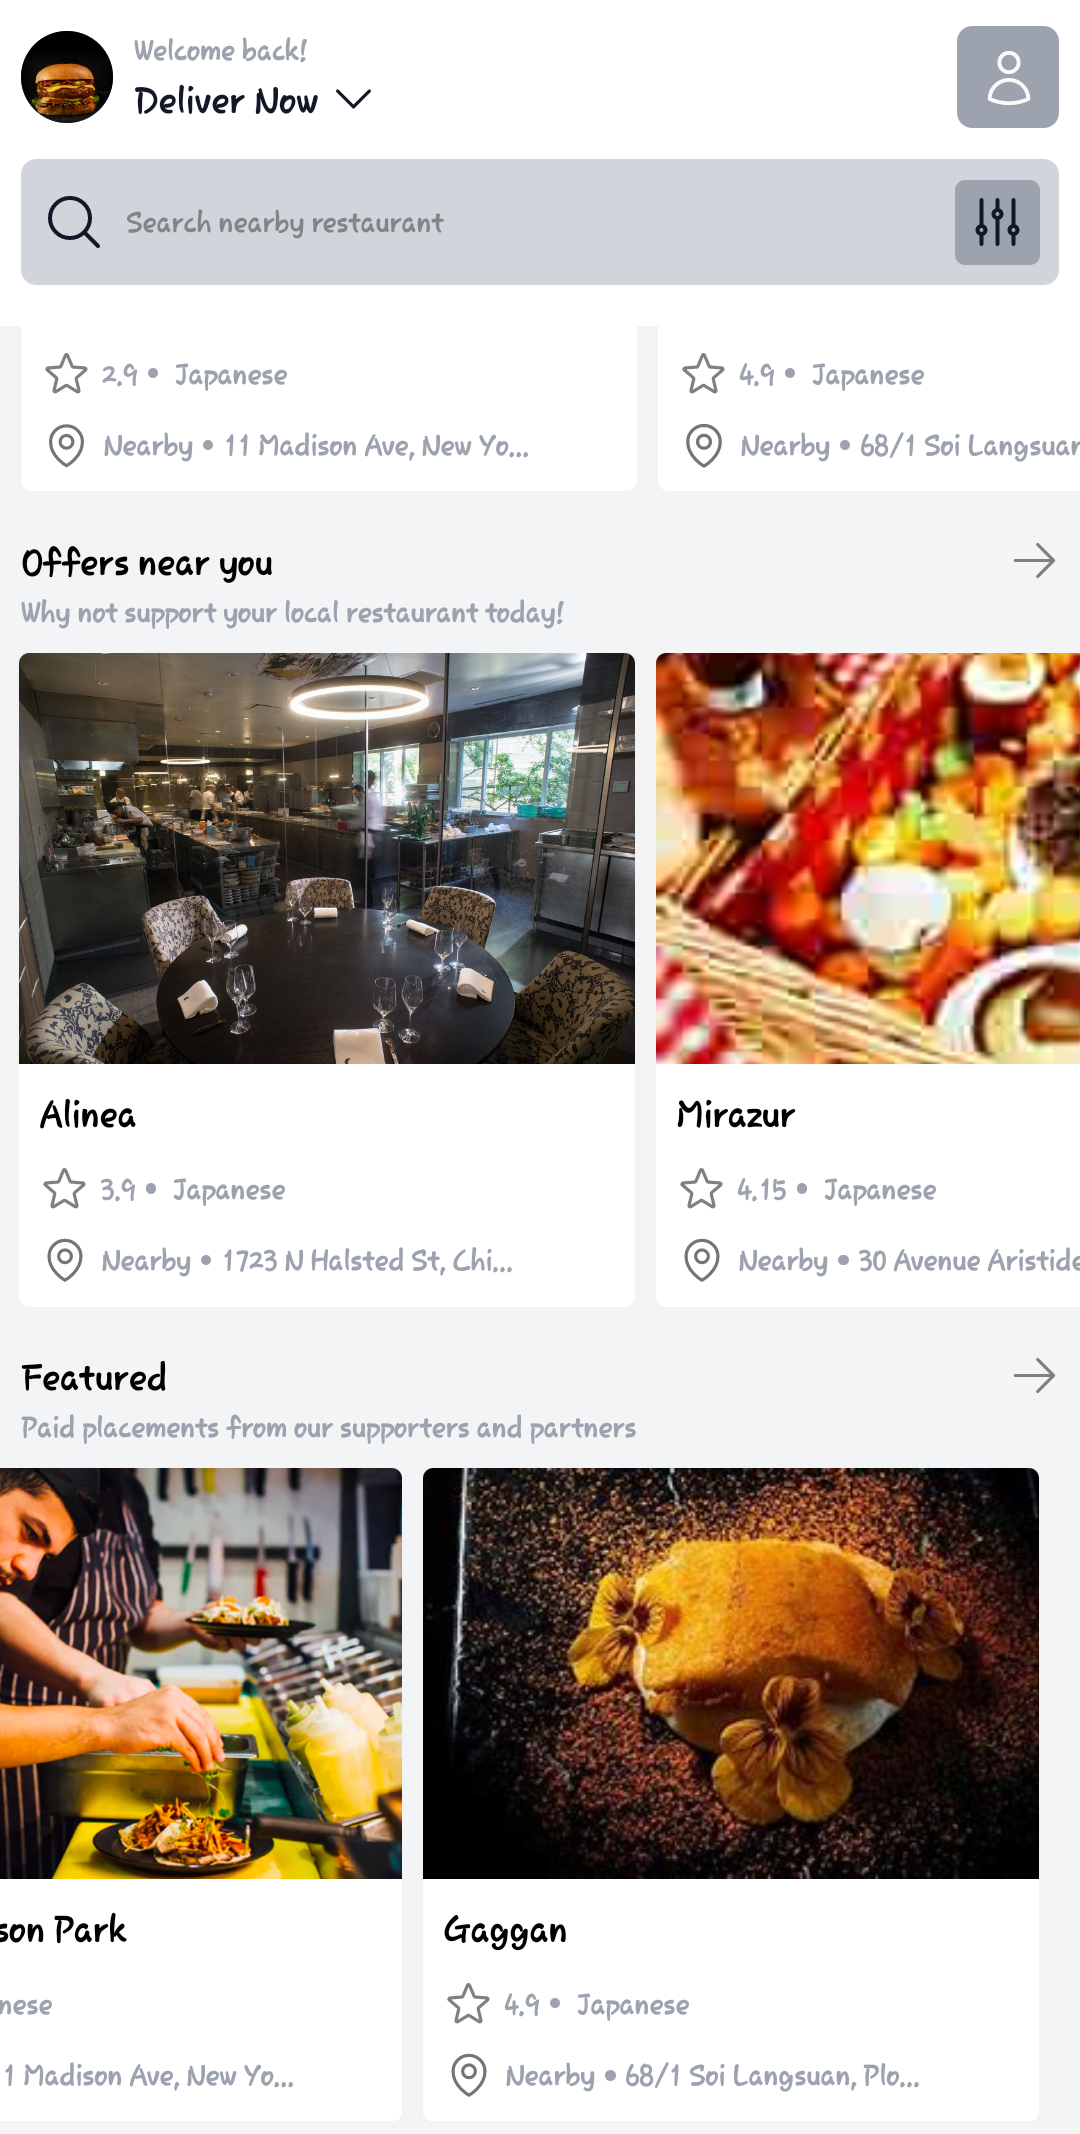 Welcome back!
Deliver Now
Search nearby restaurant
2.9 • Japanese
Nearby • 11 Madison Ave, New Yo...
4.9 • Japanese
Nearby • 68/1 Soi Langsuan
Offers near you
Why not support your local restaurant today!
Alinea
3.9 • Japanese
Nearby • 1723 N Halsted St, Chi...
Mirazur
4.15 • Japanese
Nearby • 30 Avenue Aristide
Featured
Paid placements from our supporters and partners
son Park
nese
1 Madison Ave, New Yo...
Gaggan
4.9 • Japanese
Nearby • 68/1 Soi Langsuan, Plo...